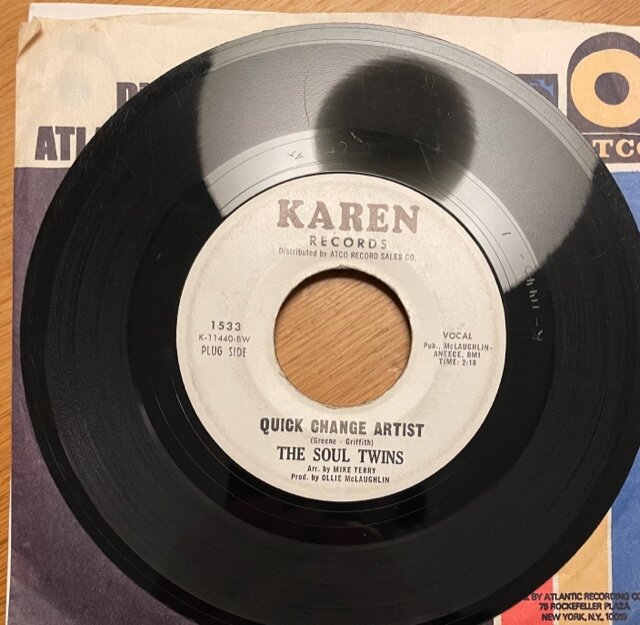 ATL
ATCO
KAREN
RECORDS
Distributed by ATCO RECORD SALES CO.
1533
K-11440-BW
PLUG SIDE
VOCAL
Pub., McLAUGHLIN-
ANEECE, BMI
TIME: 2:18
QUICK CHANGE ARTIST
(Greene - Griffith)
THE SOUL TWINS
Arr. by MIKE TERRY
Prod. by OLLIE McLAUGHLIN
BY ATLANTIC RECORDING CO
75 ROCKEFELLER PLAZA
NEW YORK, N.Y., 10019